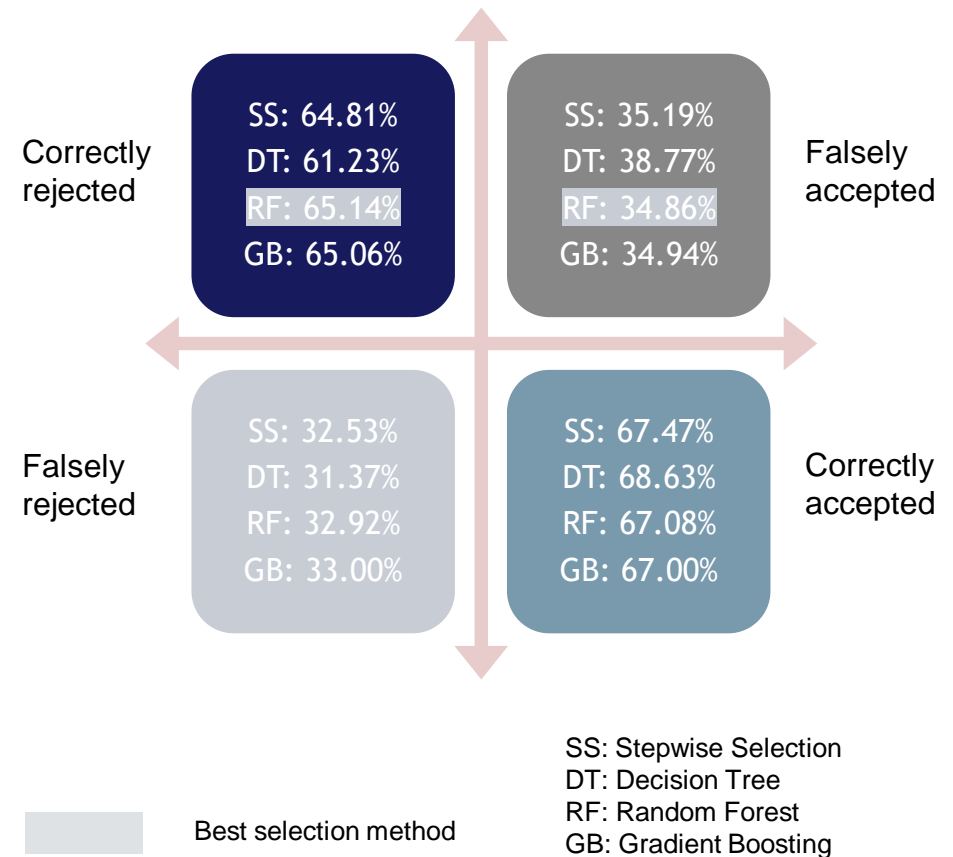 Correctly
rejected
SS: 64.81%
DT: 61.23%
RF: 65.14%
GB: 65.06%
SS: 35.19%
DT: 38.77%
RF: 34.86%
GB: 34.94%
Falsely
accepted
Falsely
rejected
SS: 32.53%
DT: 31.37%
RF: 32.92%
GB: 33.00%
SS: 67.47%
DT: 68.63%
RF: 67.08%
GB: 67.00%
Correctly
accepted
Best selection method
SS: Stepwise Selection
DT: Decision Tree
RF: Random Forest
GB: Gradient Boosting